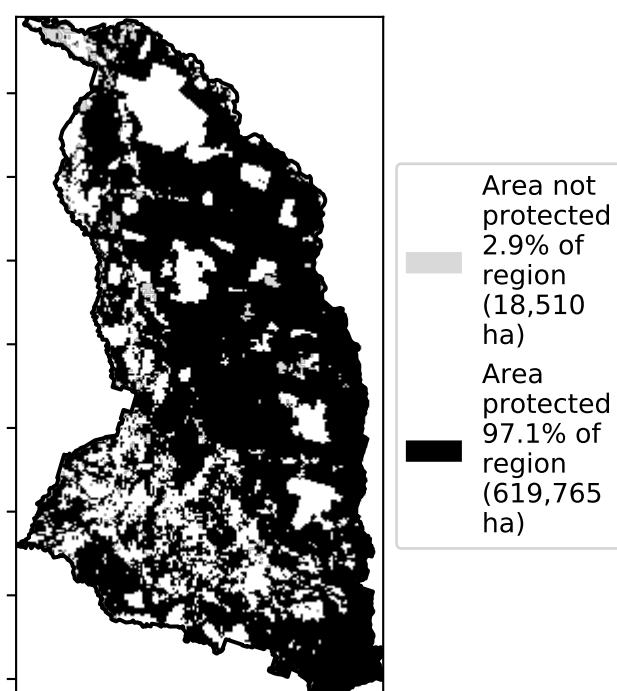 Area not
protected
2.9% of
region
(18,510
ha)
Area
protected
97.1% of
region
(619,765
ha)